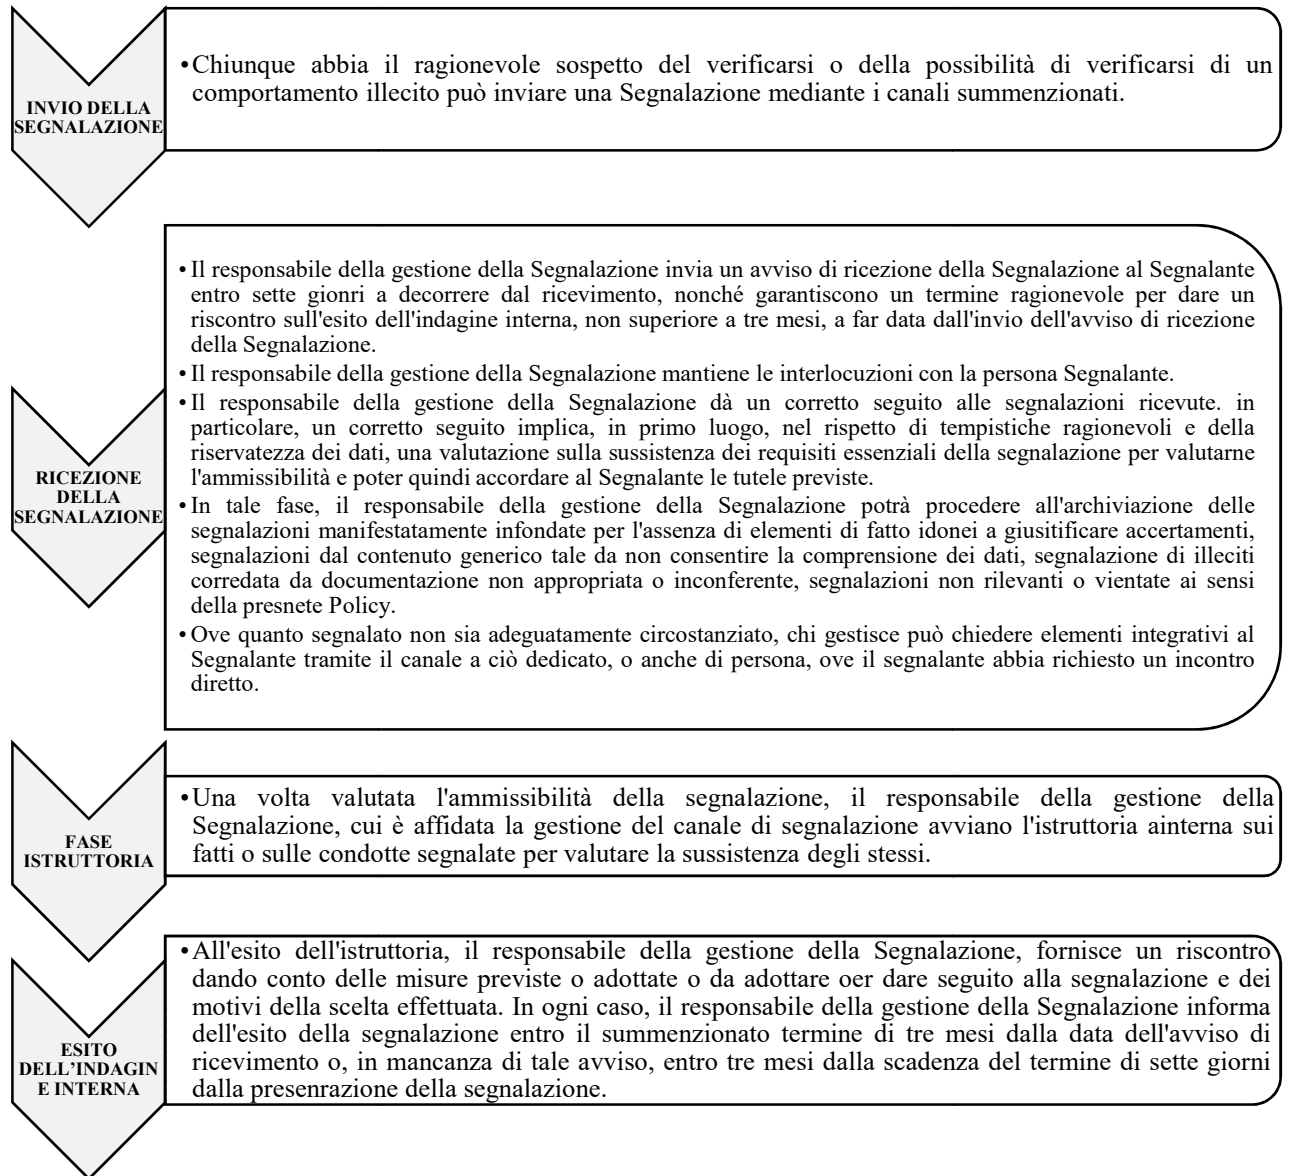 INVIO DELLA
SEGNALAZIONE
•Chiunque abbia il ragionevole sospetto del verificarsi o della possibilità di verificarsi di un
comportamento illecito può inviare una Segnalazione mediante i canali summenzionati.
RICEZIONE
DELLA
SEGNALAZIONE
•Il responsabile della gestione della Segnalazione invia un avviso di ricezione della Segnalazione al Segnalante
entro sette gionri a decorrere dal ricevimento, nonché garantiscono un termine ragionevole per dare un
riscontro sull'esito dell'indagine interna, non superiore a tre mesi, a far data dall'invio dell'avviso di ricezione
della Segnalazione.
•Il responsabile della gestione della Segnalazione mantiene le interlocuzioni con la persona Segnalante.
•Il responsabile della gestione della Segnalazione dà un corretto seguito alle segnalazioni ricevute. in
particolare, un corretto seguito implica, in primo luogo, nel rispetto di tempistiche ragionevoli e della
riservatezza dei dati, una valutazione sulla sussistenza dei requisiti essenziali della segnalazione per valutarne
l'ammissibilità e poter quindi accordare al Segnalante le tutele previste.
•In tale fase, il responsabile della gestione della Segnalazione potrà procedere all'archiviazione delle
segnalazioni manifestatamente infondate per l'assenza di elementi di fatto idonei a giusitificare accertamenti,
segnalazioni dal contenuto generico tale da non consentire la comprensione dei dati, segnalazione di illeciti
corredata da documentazione non appropriata o inconferente, segnalazioni non rilevanti o vientate ai sensi
della presnete Policy.
•Ove quanto segnalato non sia adeguatamente circostanziato, chi gestisce può chiedere elementi integrativi al
Segnalante tramite il canale a ciò dedicato, o anche di persona, ove il segnalante abbia richiesto un incontro
diretto.
FASE
ISTRUTTORIA
•Una volta valutata l'ammissibilità della segnalazione, il responsabile della gestione della
Segnalazione, cui è affidata la gestione del canale di segnalazione avviano l'istruttoria ainterna sui
fatti o sulle condotte segnalate per valutare la sussistenza degli stessi.
ESITO
DELL'INDAGIN
E INTERNA
•All'esito dell'istruttoria, il responsabile della gestione della Segnalazione, fornisce un riscontro
dando conto delle misure previste o adottate o da adottare oer dare seguito alla segnalazione e dei
motivi della scelta effettuata. In ogni caso, il responsabile della gestione della Segnalazione informa
dell'esito della segnalazione entro il summenzionato termine di tre mesi dalla data dell'avviso di
ricevimento o, in mancanza di tale avviso, entro tre mesi dalla scadenza del termine di sette giorni
dalla presenrazione della segnalazione.